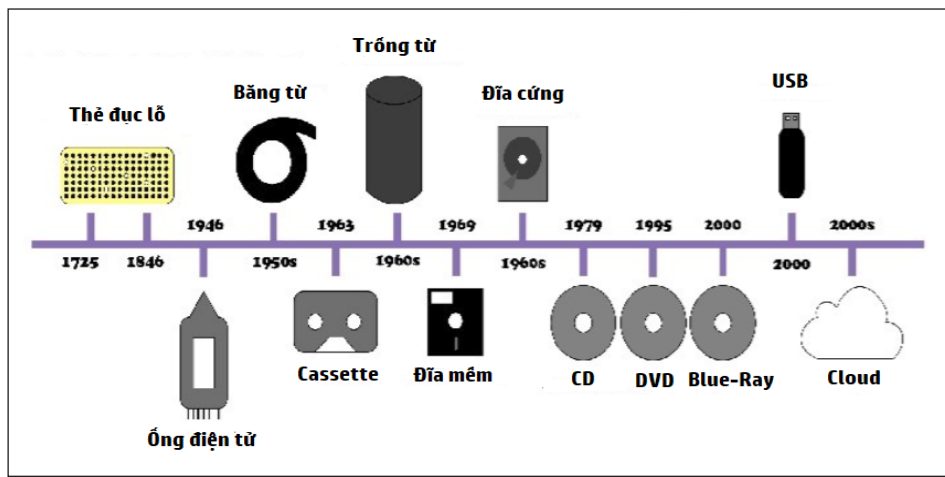 Trống từ
Băng từ
Đĩa cứng
USB
Thẻ đục lỗ
1946
1963
1969
1979
1995
2000
2000s
1725
1846
1950s
1960s
1960s
2000
Cassette
Đĩa mềm
CD
DVD
Blue-Ray
Cloud
Ống điện tử